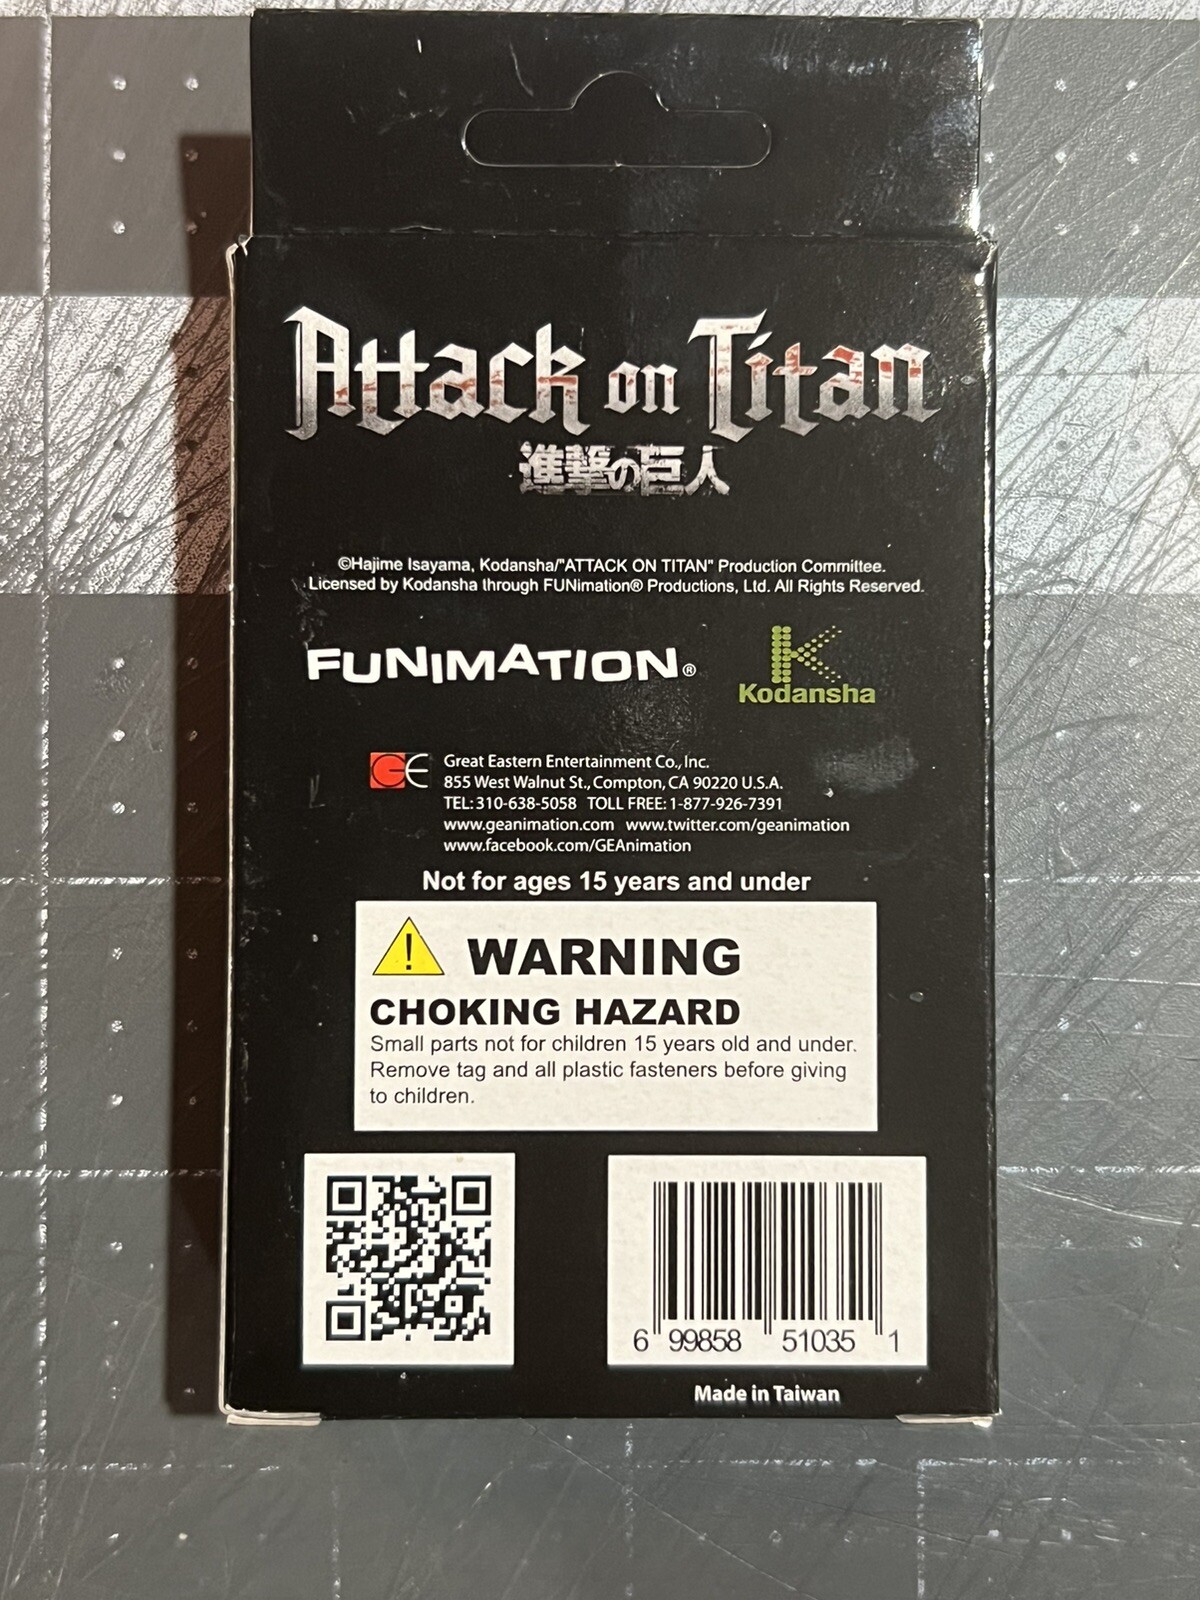 Attack on Titan
進撃の巨人
©Hajime Isayama, Kodansha/"ATTACK ON TITAN" Production Committee.
Licensed by Kodansha through FUNimation® Productions, Ltd. All Rights Reserved.
FUNIMATION®
Kodansha
GE
Great Eastern Entertainment Co., Inc.
855 West Walnut St., Compton, CA 90220 U.S.A.
TEL: 310-638-5058 TOLL FREE: 1-877-926-7391
www.geanimation.com www.twitter.com/geanimation
www.facebook.com/GEAnimation
Not for ages 15 years and under
WARNING
CHOKING HAZARD
Small parts not for children 15 years old and under.
Remove tag and all plastic fasteners before giving
to children.
6 99858 51035 1
Made in Taiwan